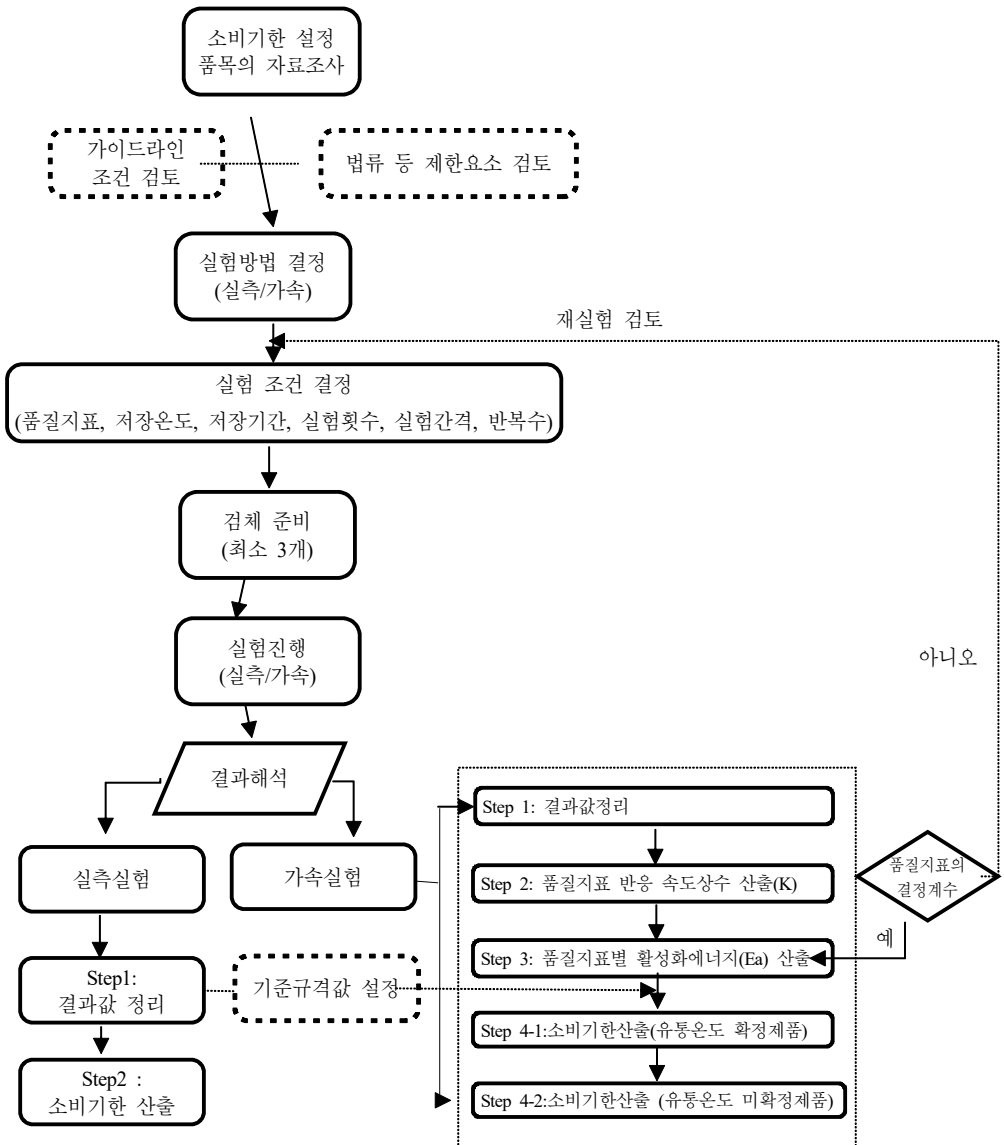 소비기한 설정
품목의 자료조사
가이드라인
조건 검토
법류 등 제한요소 검토
실험방법 결정
(실측/가속)
재실험 검토
실험 조건 결정
(품질지표, 저장온도, 저장기간, 실험횟수, 실험간격, 반복수)
검체 준비
(최소 3개)
실험진행
(실측/가속)
아니오
결과해석
실측실험
가속실험
Step1:
결과값 정리
기준규격값 설정
Step2 :
소비기한 산출
Step 1: 결과값정리
Step 2: 품질지표 반응 속도상수 산출(K)
품질지표의
결정계수
예
Step 3: 품질지표별 활성화에너지(Ea) 산출
Step 4-1:소비기한산출(유통온도 확정제품)
Step 4-2:소비기한산출 (유통온도 미확정제품)